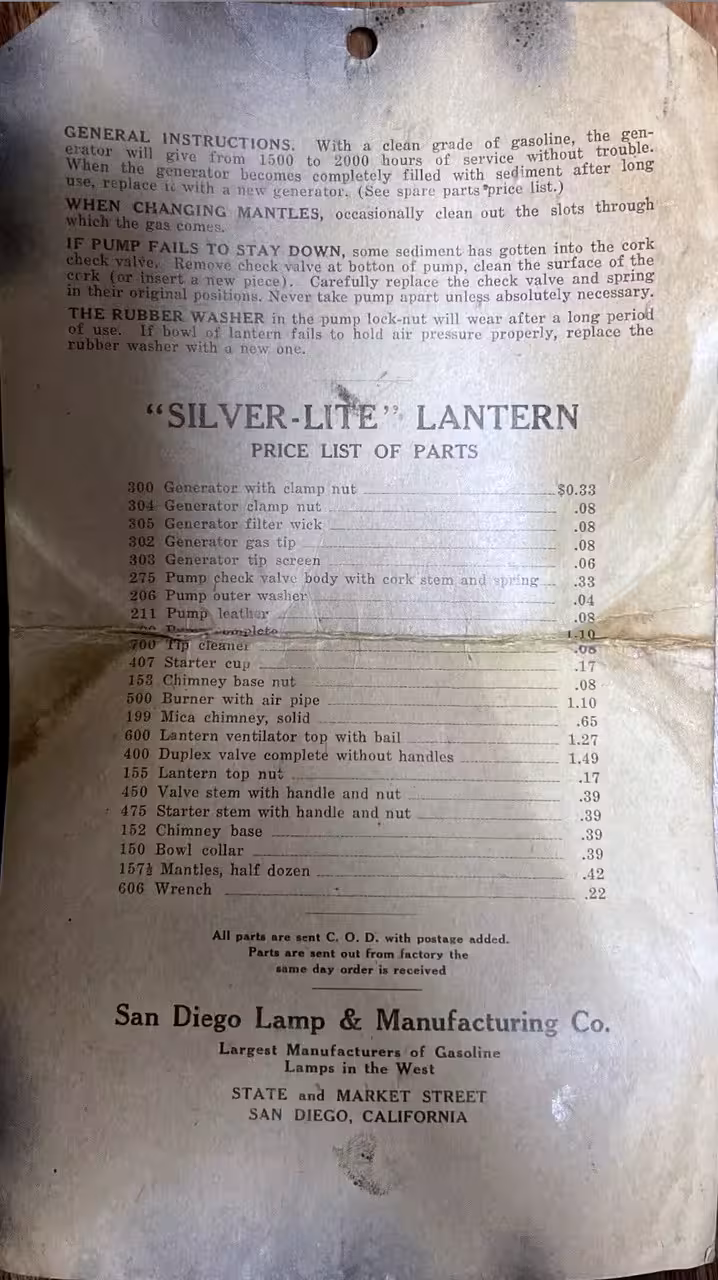 GENERAL INSTRUCTIONS. With a clean grade of gasoline, the gen-
erator will give from 1500 to 2000 hours of service without trouble.
When the generator becomes completely filled with sediment after long
use, replace it with a new generator. (See spare parts price list.)
WHEN CHANGING MANTLES, occasionally clean out the slots through
which the gas comes.
IF PUMP FAILS TO STAY DOWN, some sediment has gotten into the cork
check valve. Remove check valve at botton of pump, clean the surface of the
cork (or insert a new piece). Carefully replace the check valve and spring
in their original positions. Never take pump apart unless absolutely necessary.
THE RUBBER WASHER in the pump lock-nut will wear after a long period
of use. If bowl of lantern fails to hold air pressure properly, replace the
rubber washer with a new one.
"SILVER-LITE" LANTERN
PRICE LIST OF PARTS
300 Generator with clamp nut $0.33
304 Generator clamp nut .08
305 Generator filter wick .08
302 Generator gas tip .08
303 Generator tip screen .06
275 Pump check valve body with cork stem and spring .33
206 Pump outer washer .04
211 Pump leather .08
Pump complete 1.10
700 Tip cleaner .08
407 Starter cup .17
153 Chimney base nut .08
500 Burner with air pipe 1.10
199 Mica chimney, solid .65
600 Lantern ventilator top with bail 1.27
400 Duplex valve complete without handles 1.49
155 Lantern top nut .17
450 Valve stem with handle and nut .39
475 Starter stem with handle and nut .39
152 Chimney base .39
150 Bowl collar .39
157½ Mantles, half dozen .42
606 Wrench .22
All parts are sent C. O. D. with postage added.
Parts are sent out from factory the
same day order is received
San Diego Lamp & Manufacturing Co.
Largest Manufacturers of Gasoline
Lamps in the West
STATE and MARKET STREET
SAN DIEGO, CALIFORNIA